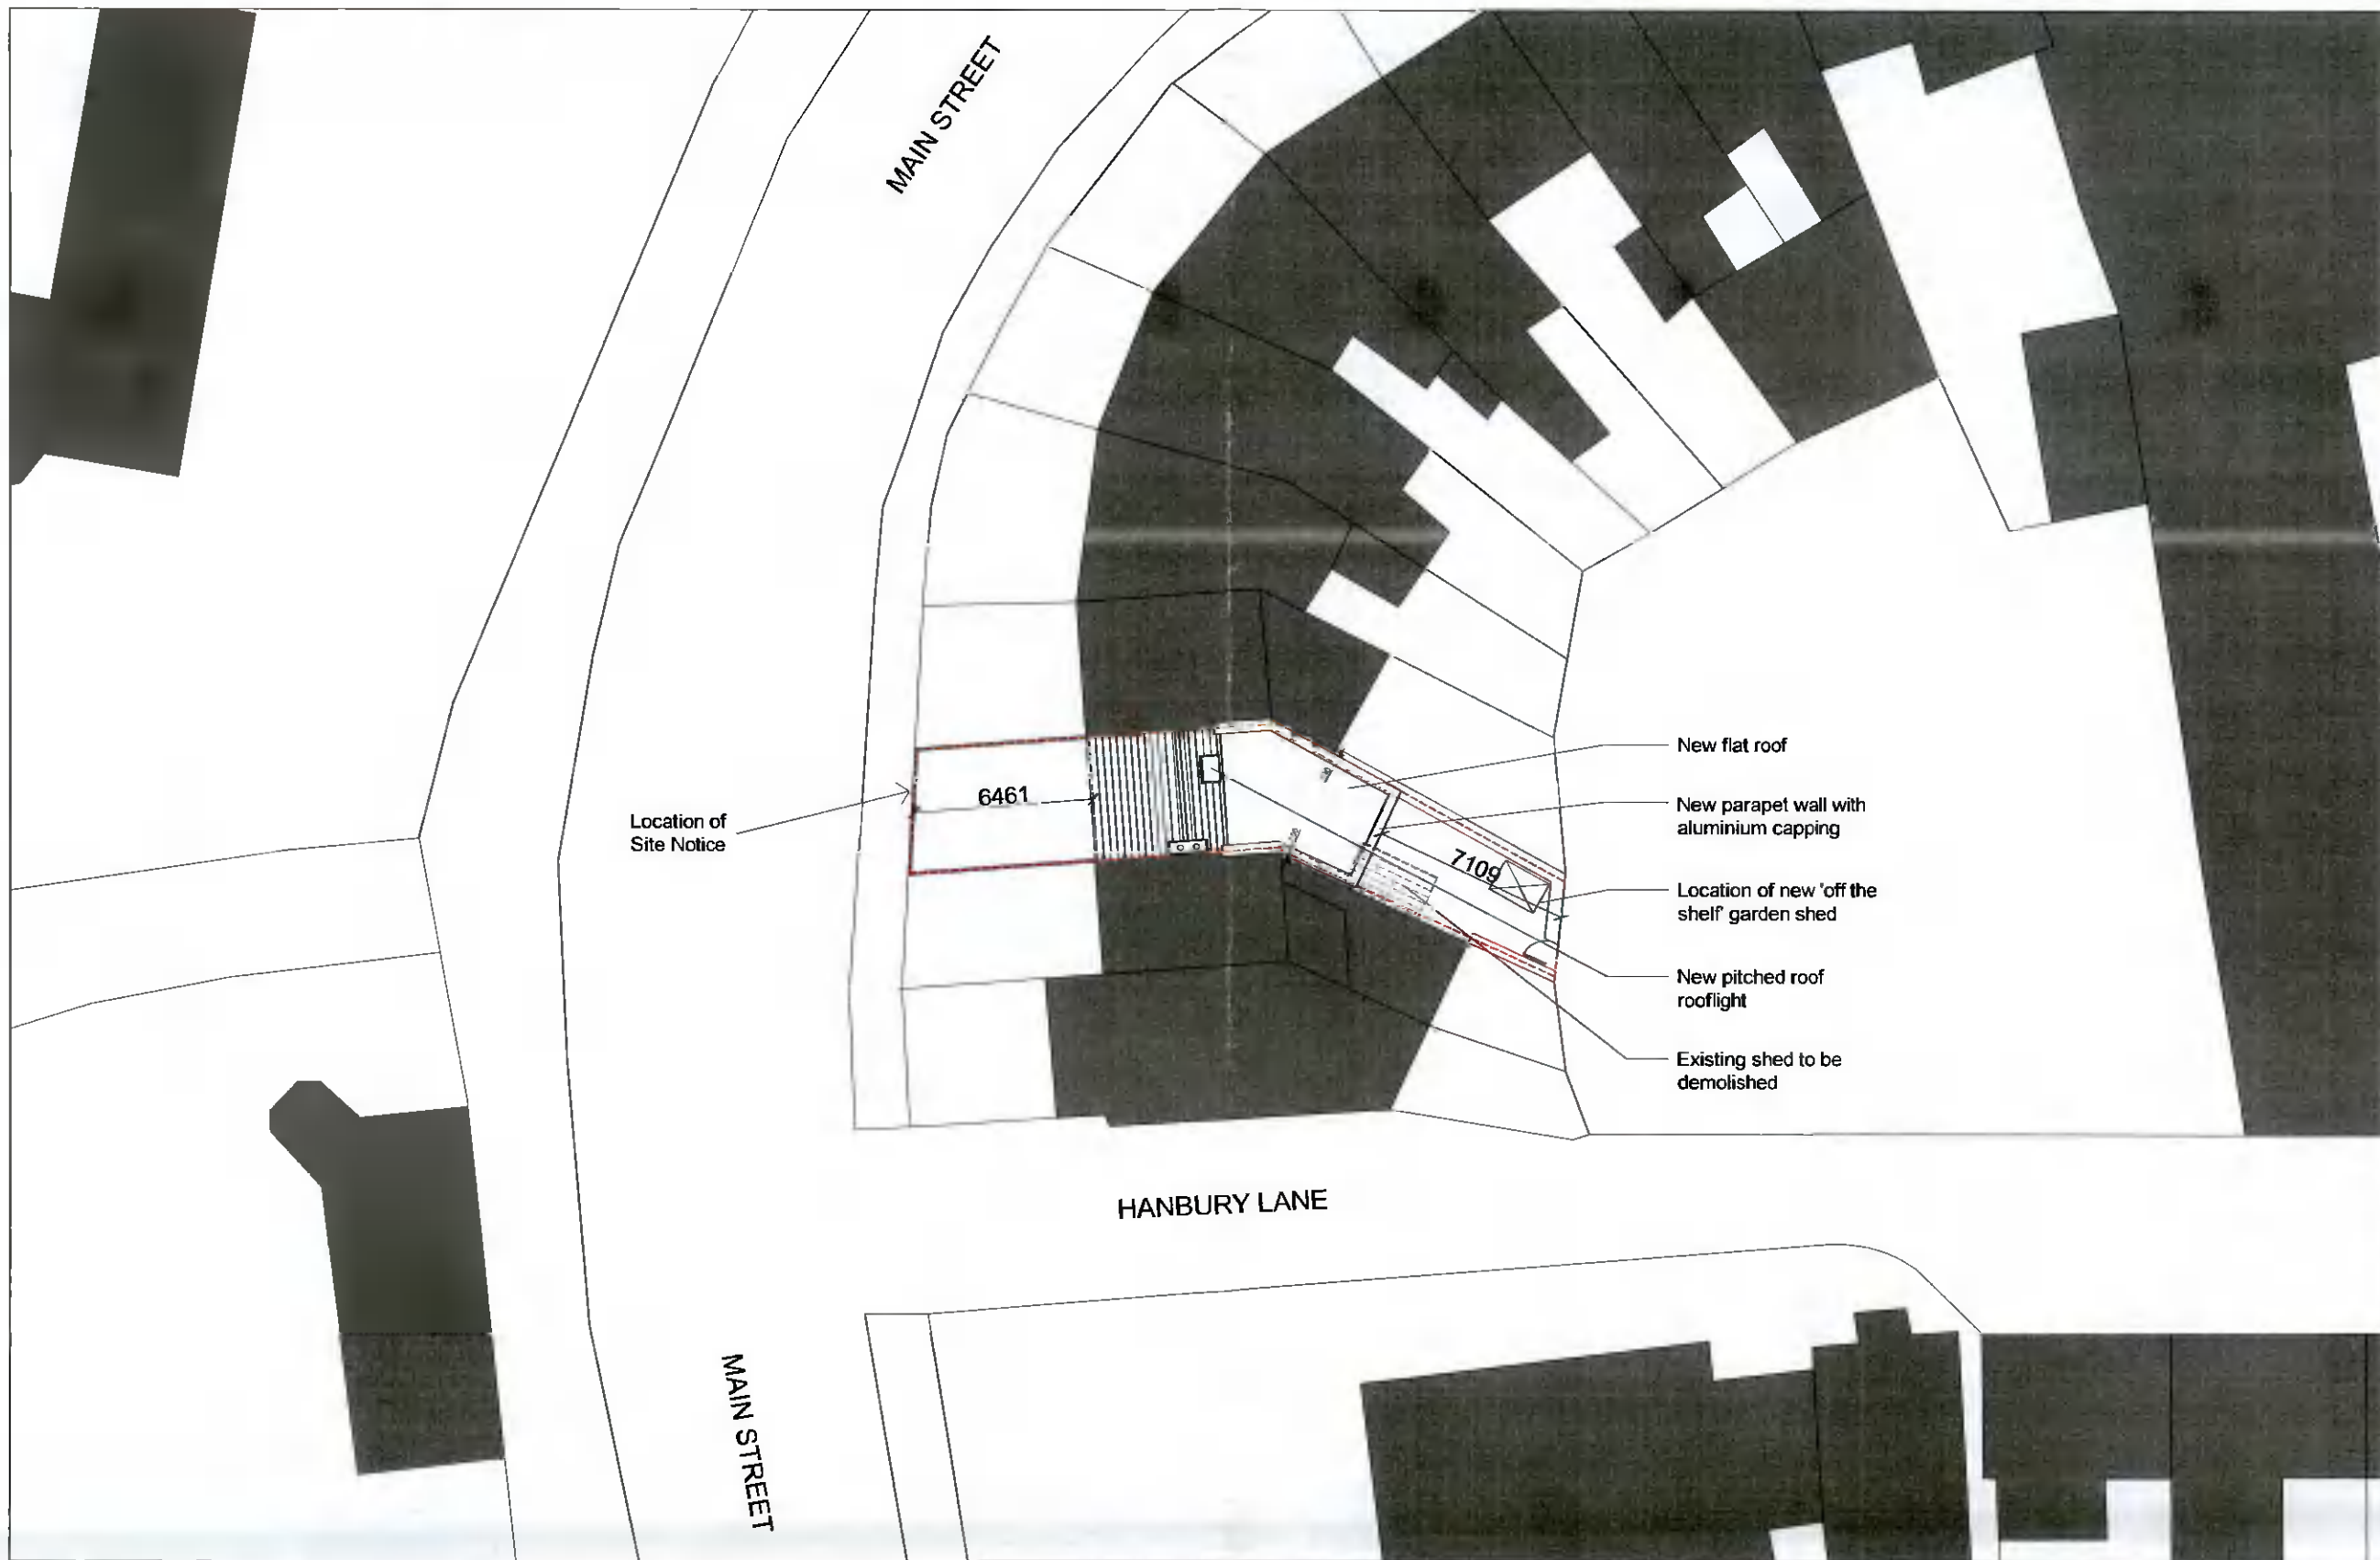 MAIN STREET
New flat roof
6461
New parapet wall with
aluminium capping
Location of
Site Notice
7109
Location of new 'off the
shelf' garden shed
New pitched roof
rooflight
Existing shed to be
demolished
HANBURY LANE
MAIN STREET